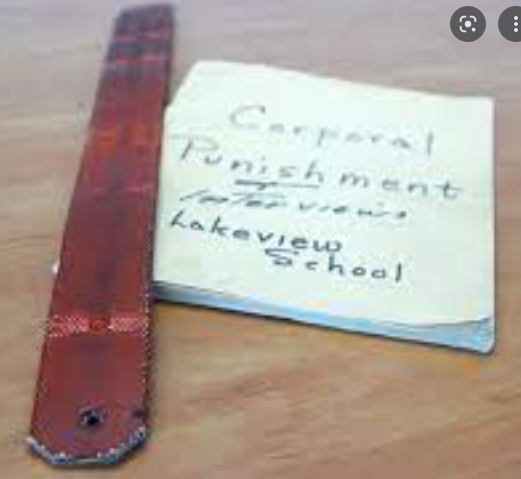 Corporal
Punishment
Interviews
Lakeview
School